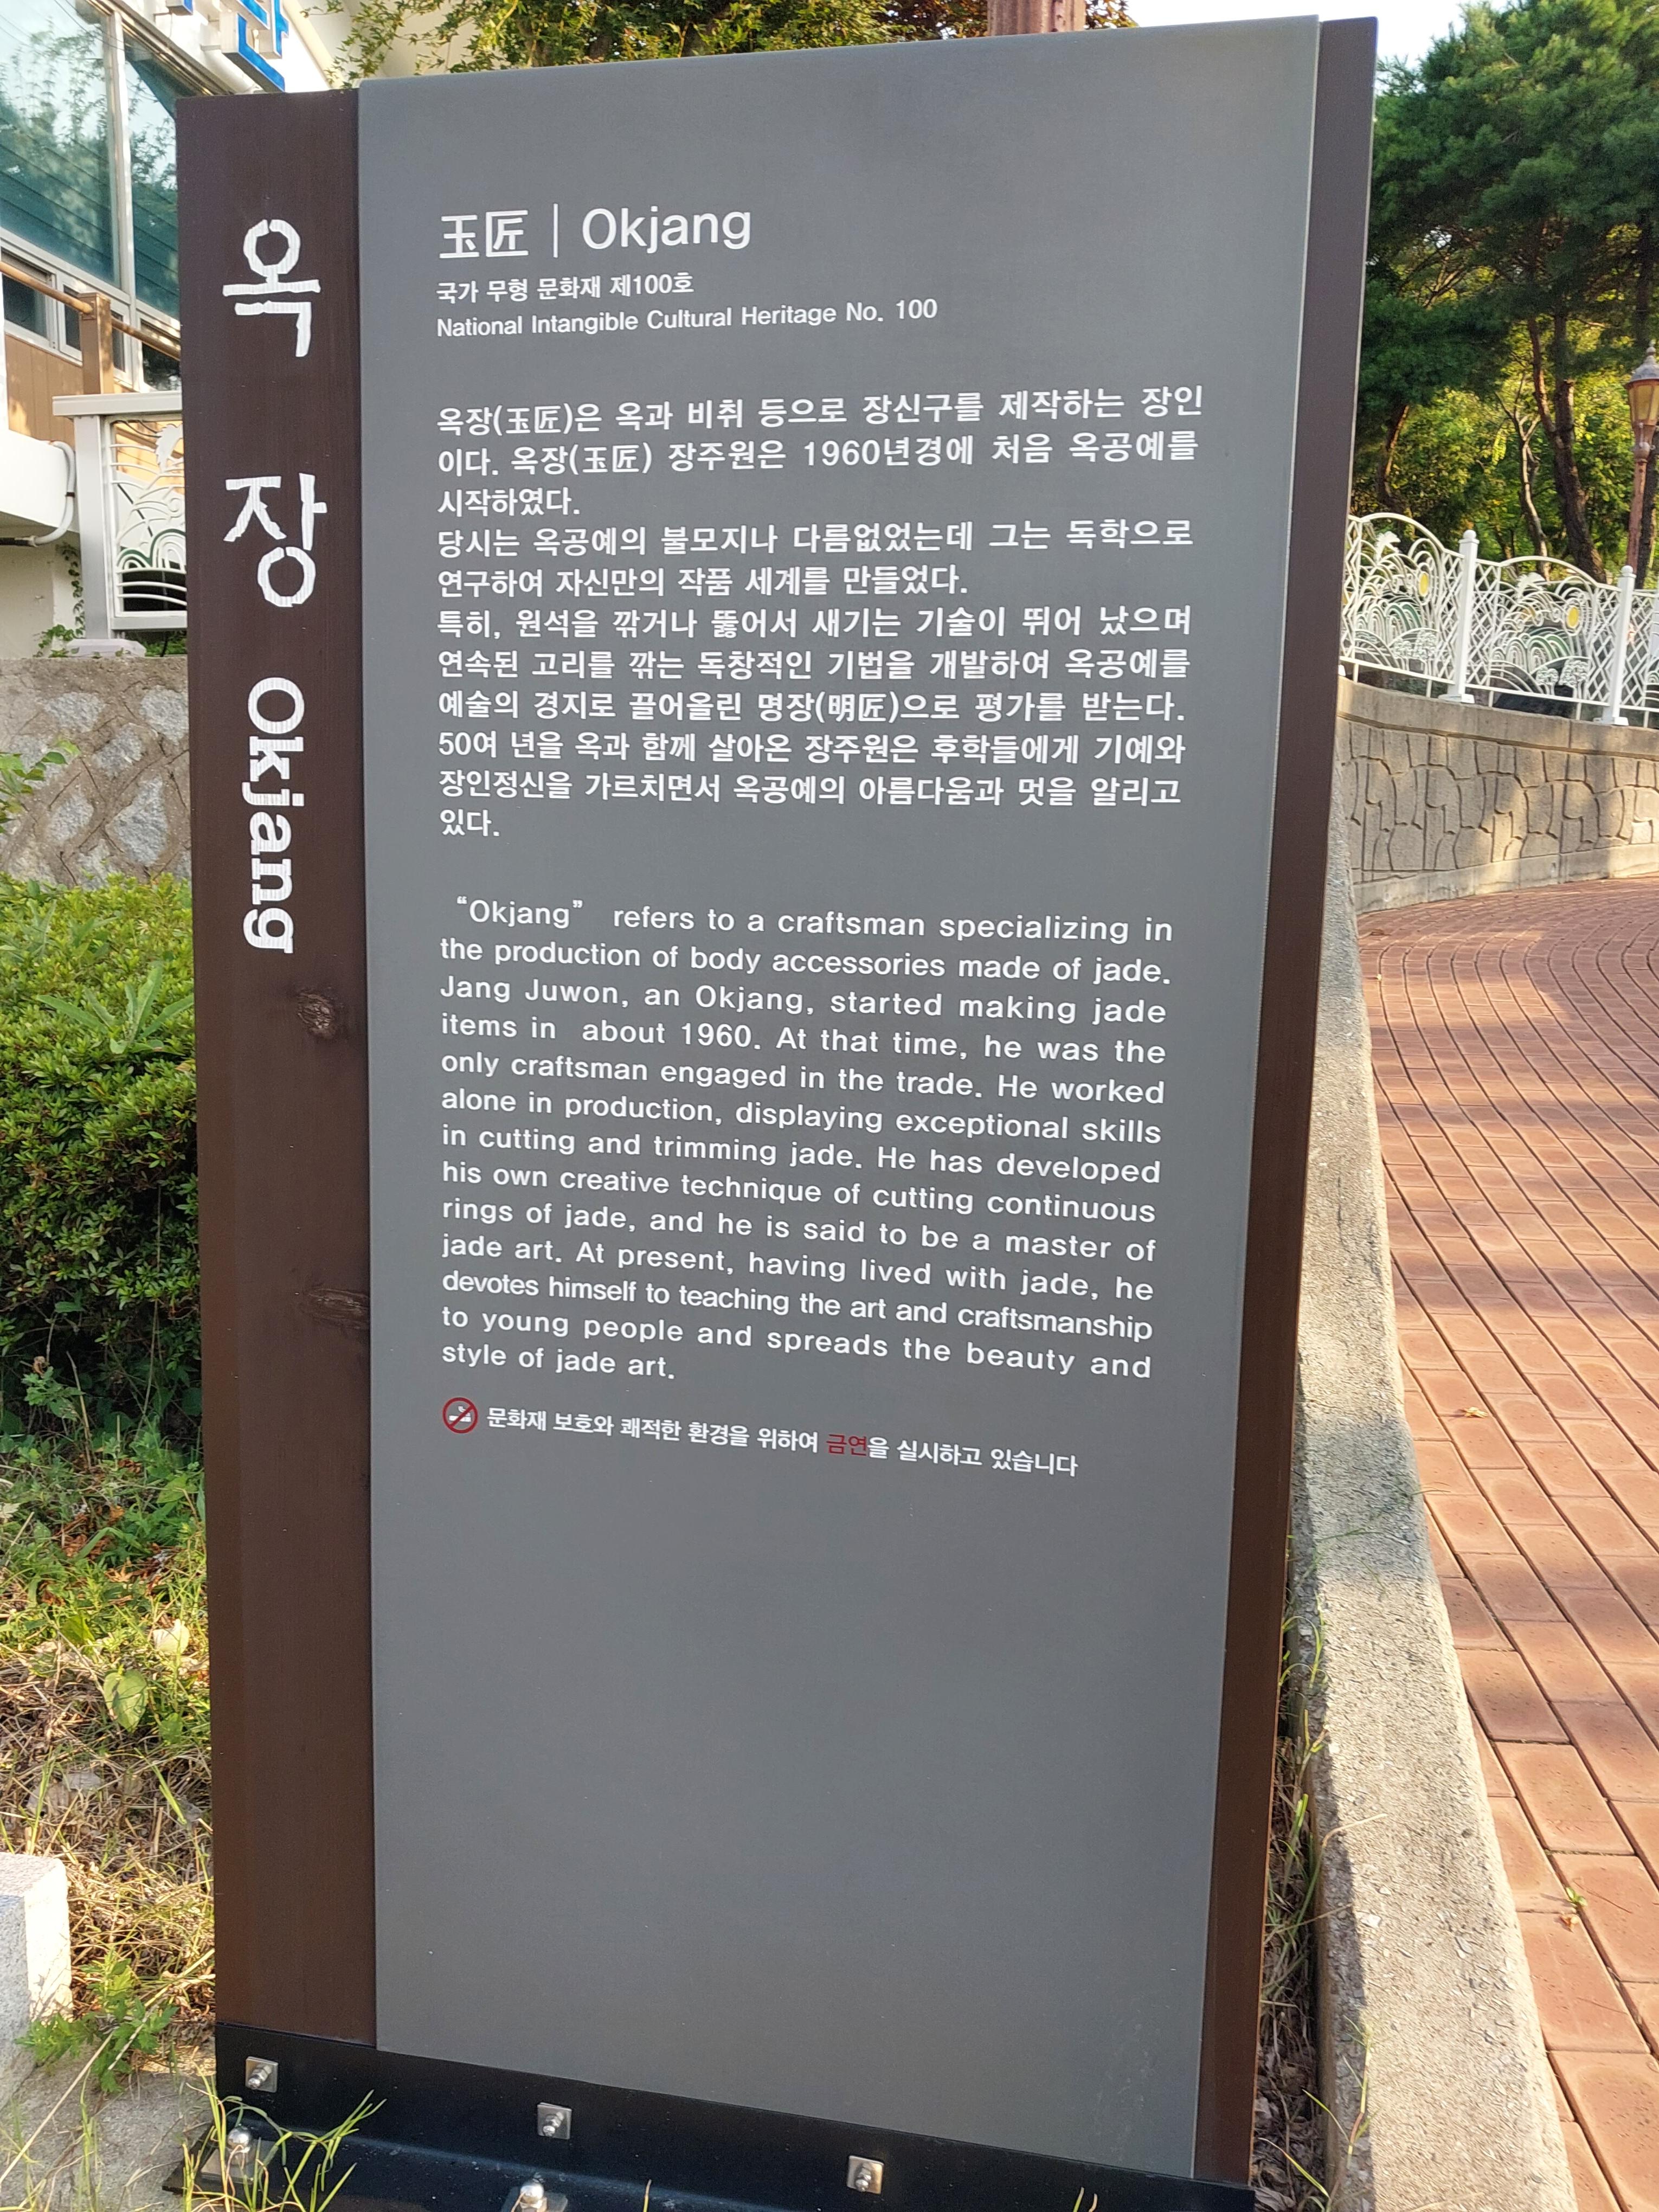 옥장 Okjang
玉匠 | Okjang
국가 무형 문화재 제100호
National Intangible Cultural Heritage No. 100
옥장(玉匠)은 옥과 비취 등으로 장신구를 제작하는 장인
이다. 옥장(玉匠) 장주원은 1960년경에 처음 옥공예를
시작하였다.
당시는 옥공예의 불모지나 다름없었는데 그는 독학으로
연구하여 자신만의 작품 세계를 만들었다.
특히, 원석을 깎거나 뚫어서 새기는 기술이 뛰어 났으며
연속된 고리를 깎는 독창적인 기법을 개발하여 옥공예를
예술의 경지로 끌어올린 명장(明匠)으로 평가를 받는다.
50여 년을 옥과 함께 살아온 장주원은 후학들에게 기예와
장인정신을 가르치면서 옥공예의 아름다움과 멋을 알리고
있다.
“Okjang” refers to a craftsman specializing in
the production of body accessories made of jade.
Jang Juwon, an Okjang, started making jade
items in about 1960. At that time, he was the
only craftsman engaged in the trade. He worked
alone in production, displaying exceptional skills
in cutting and trimming jade. He has developed
his own creative technique of cutting continuous
rings of jade, and he is said to be a master of
jade art. At present, having lived with jade, he
devotes himself to teaching the art and craftsmanship
to young people and spreads the beauty and
style of jade art.
문화재 보호와 쾌적한 환경을 위하여 금연을 실시하고 있습니다